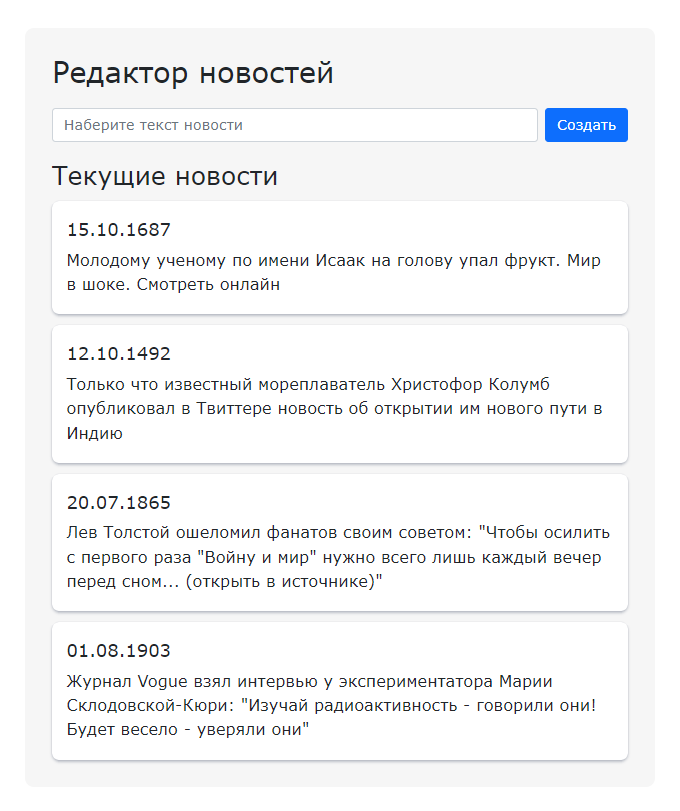 Редактор новостей
Наберите текст новости
Создать
Текущие новости
15.10.1687
Молодому ученому по имени Исаак на голову упал фрукт. Мир
в шоке. Смотреть онлайн
12.10.1492
Только что известный мореплаватель Христофор Колумб
опубликовал в Твиттере новость об открытии им нового пути в
Индию
20.07.1865
Лев Толстой ошеломил фанатов своим советом: "Чтобы осилить
с первого раза "Войну и мир" нужно всего лишь каждый вечер
перед сном... (открыть в источнике)"
01.08.1903
Журнал Vogue взял интервью у экспериментатора Марии
Склодовской-Кюри: "Изучай радиоактивность - говорили они!
Будет весело - уверяли они"